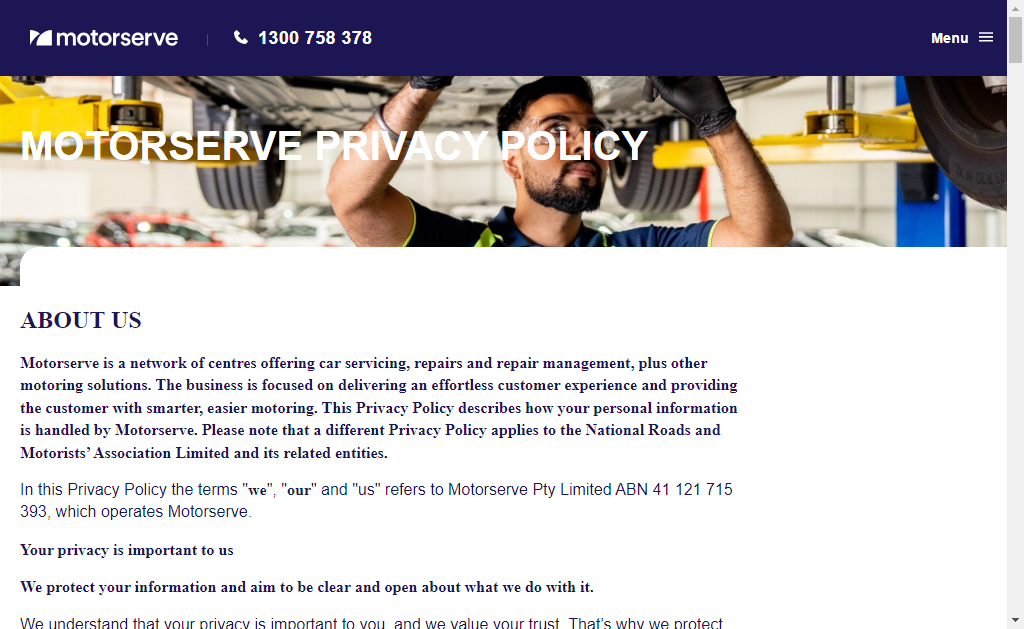 motorserve
1300 758 378
Menu
MOTORSERVE PRIVACY POLICY
ABOUT US
Motorserve is a network of centres offering car servicing, repairs and repair management, plus other
motoring solutions. The business is focused on delivering an effortless customer experience and providing
the customer with smarter, easier motoring. This Privacy Policy describes how your personal information
is handled by Motorserve. Please note that a different Privacy Policy applies to the National Roads and
Motorists’ Association Limited and its related entities.
In this Privacy Policy the terms "we", "our" and "us" refers to Motorserve Pty Limited ABN 41 121 715
393, which operates Motorserve.
Your privacy is important to us
We protect your information and aim to be clear and open about what we do with it.
We understand that your privacy is important to you, and we value your trust. That’s why we protect